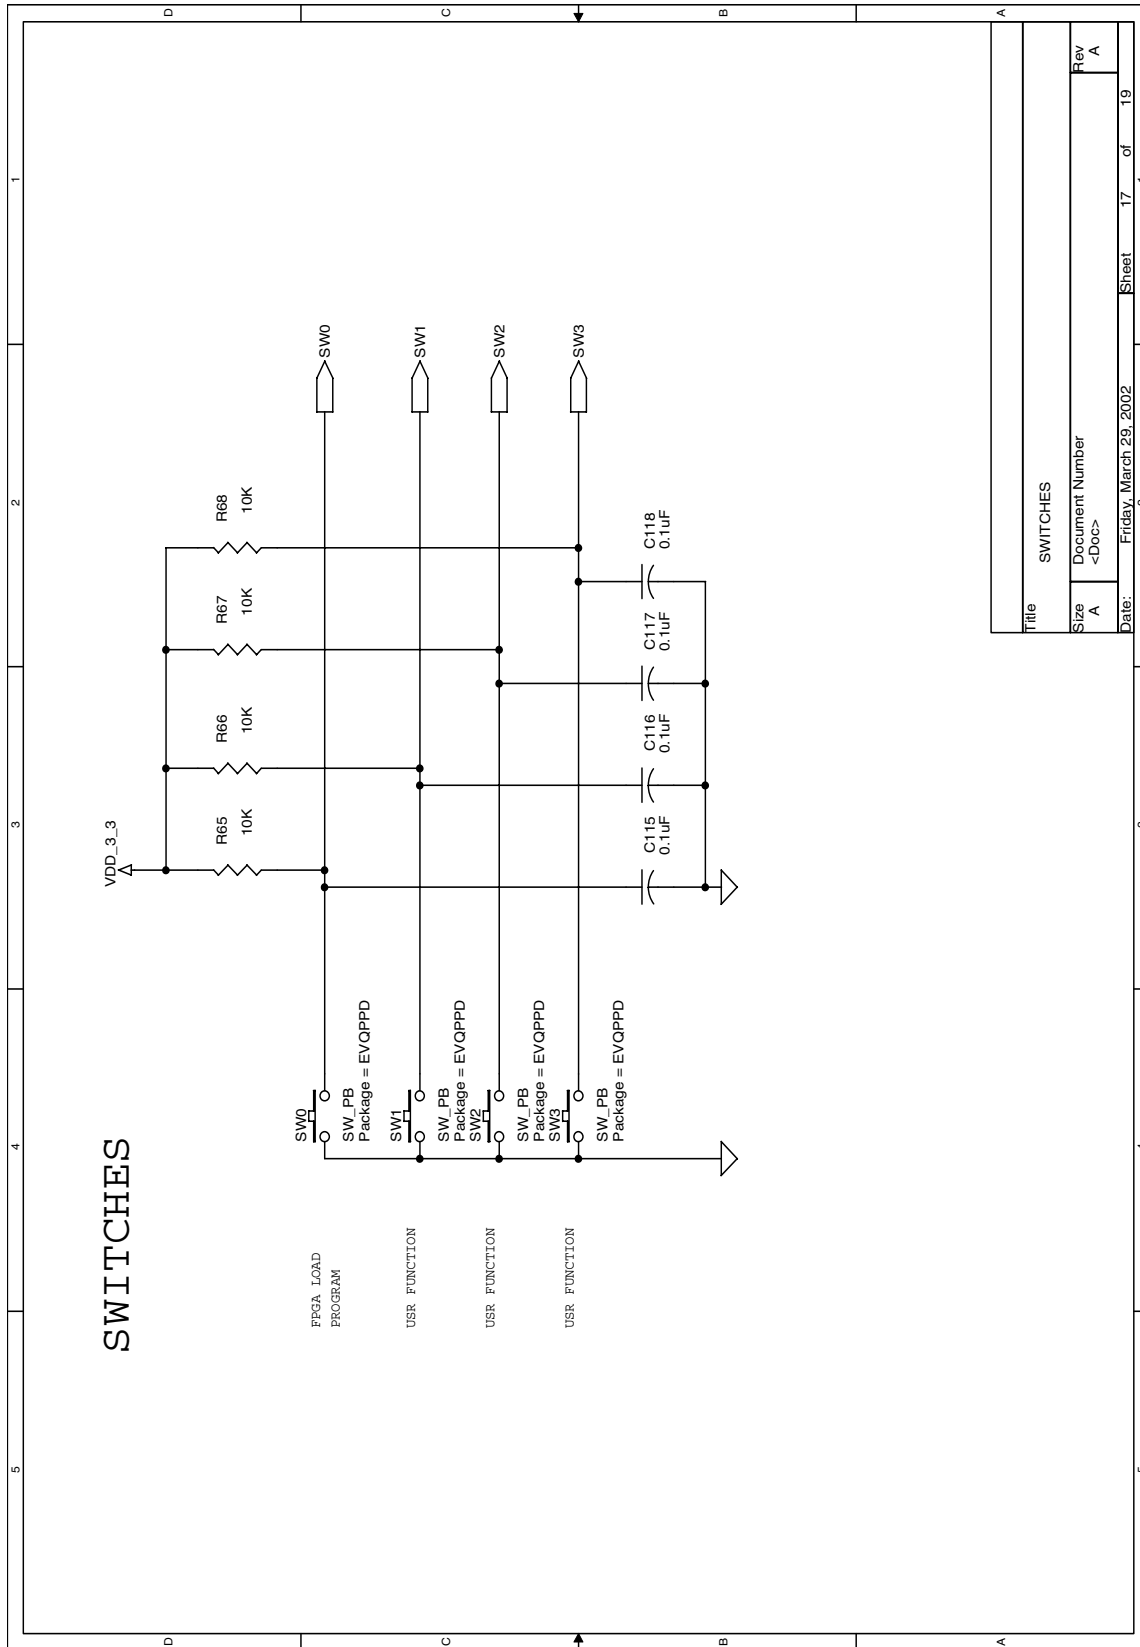 5
4
3
2
1
D
D
SWITCHES
VDD_3_3
R65
10K
R66
10K
R67
10K
R68
10K
FPGA LOAD
PROGRAM
SW0
SW_PB
Package = EVQPPD
SW0
C
C
USR FUNCTION
SW1
SW_PB
Package = EVQPPD
SW1
USR FUNCTION
SW2
SW_PB
Package = EVQPPD
SW2
USR FUNCTION
SW3
SW_PB
Package = EVQPPD
SW3
C115
0.1uF
C116
0.1uF
C117
0.1uF
C118
0.1uF
B
B
A
A
Title
SWITCHES
Size
A
Document Number
<Doc>
Rev
A
Date:
Friday, March 29, 2002
Sheet
17
of
19